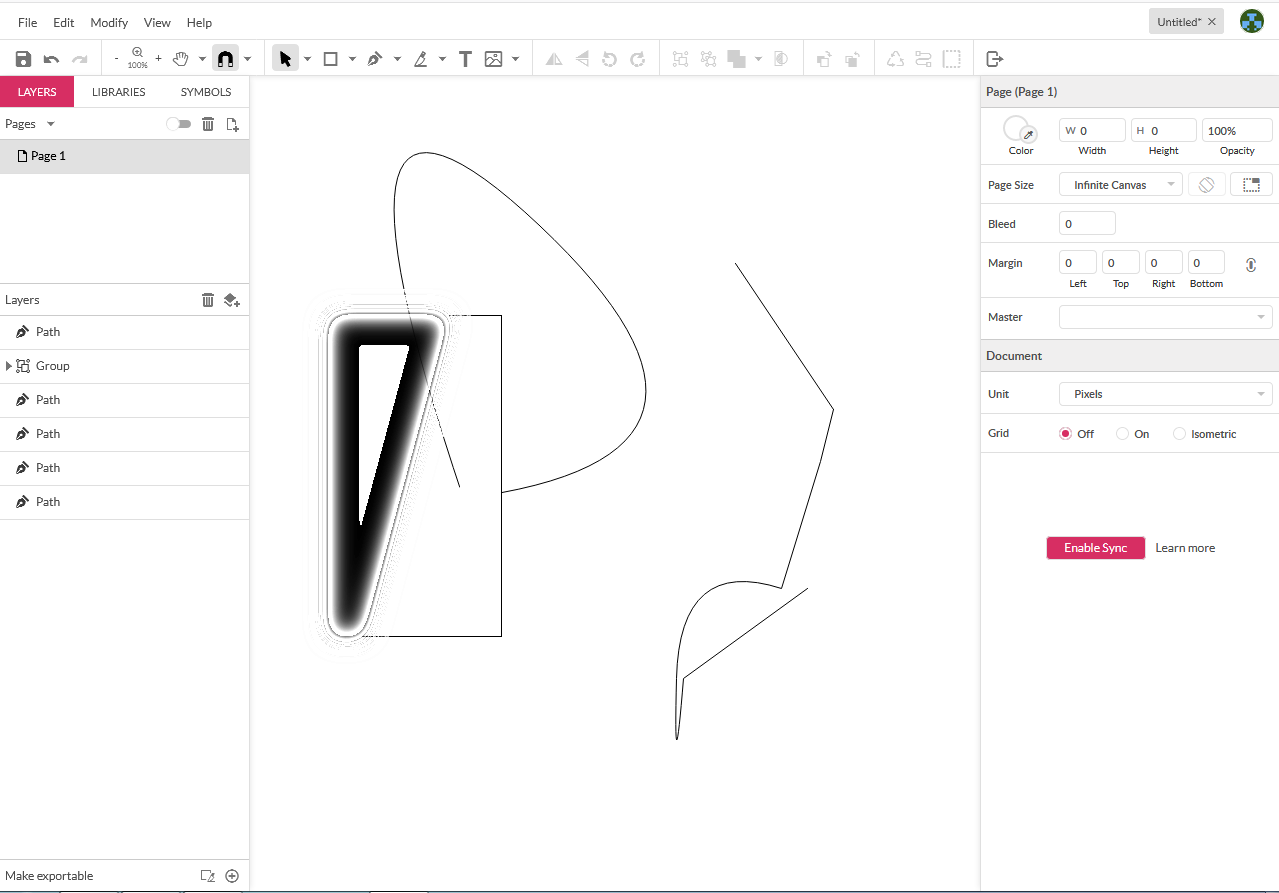 File Edit Modify View Help
Untitled*
- 100% +
LAYERS LIBRARIES SYMBOLS
Pages
Page 1
Layers
Path
Group
Path
Path
Path
Path
Make exportable
Page (Page 1)
W 0 H 0 100%
Color Width Height Opacity
Page Size Infinite Canvas
Bleed 0
Margin 0 0 0 0
Left Top Right Bottom
Master
Document
Unit Pixels
Grid Off On Isometric
Enable Sync Learn more